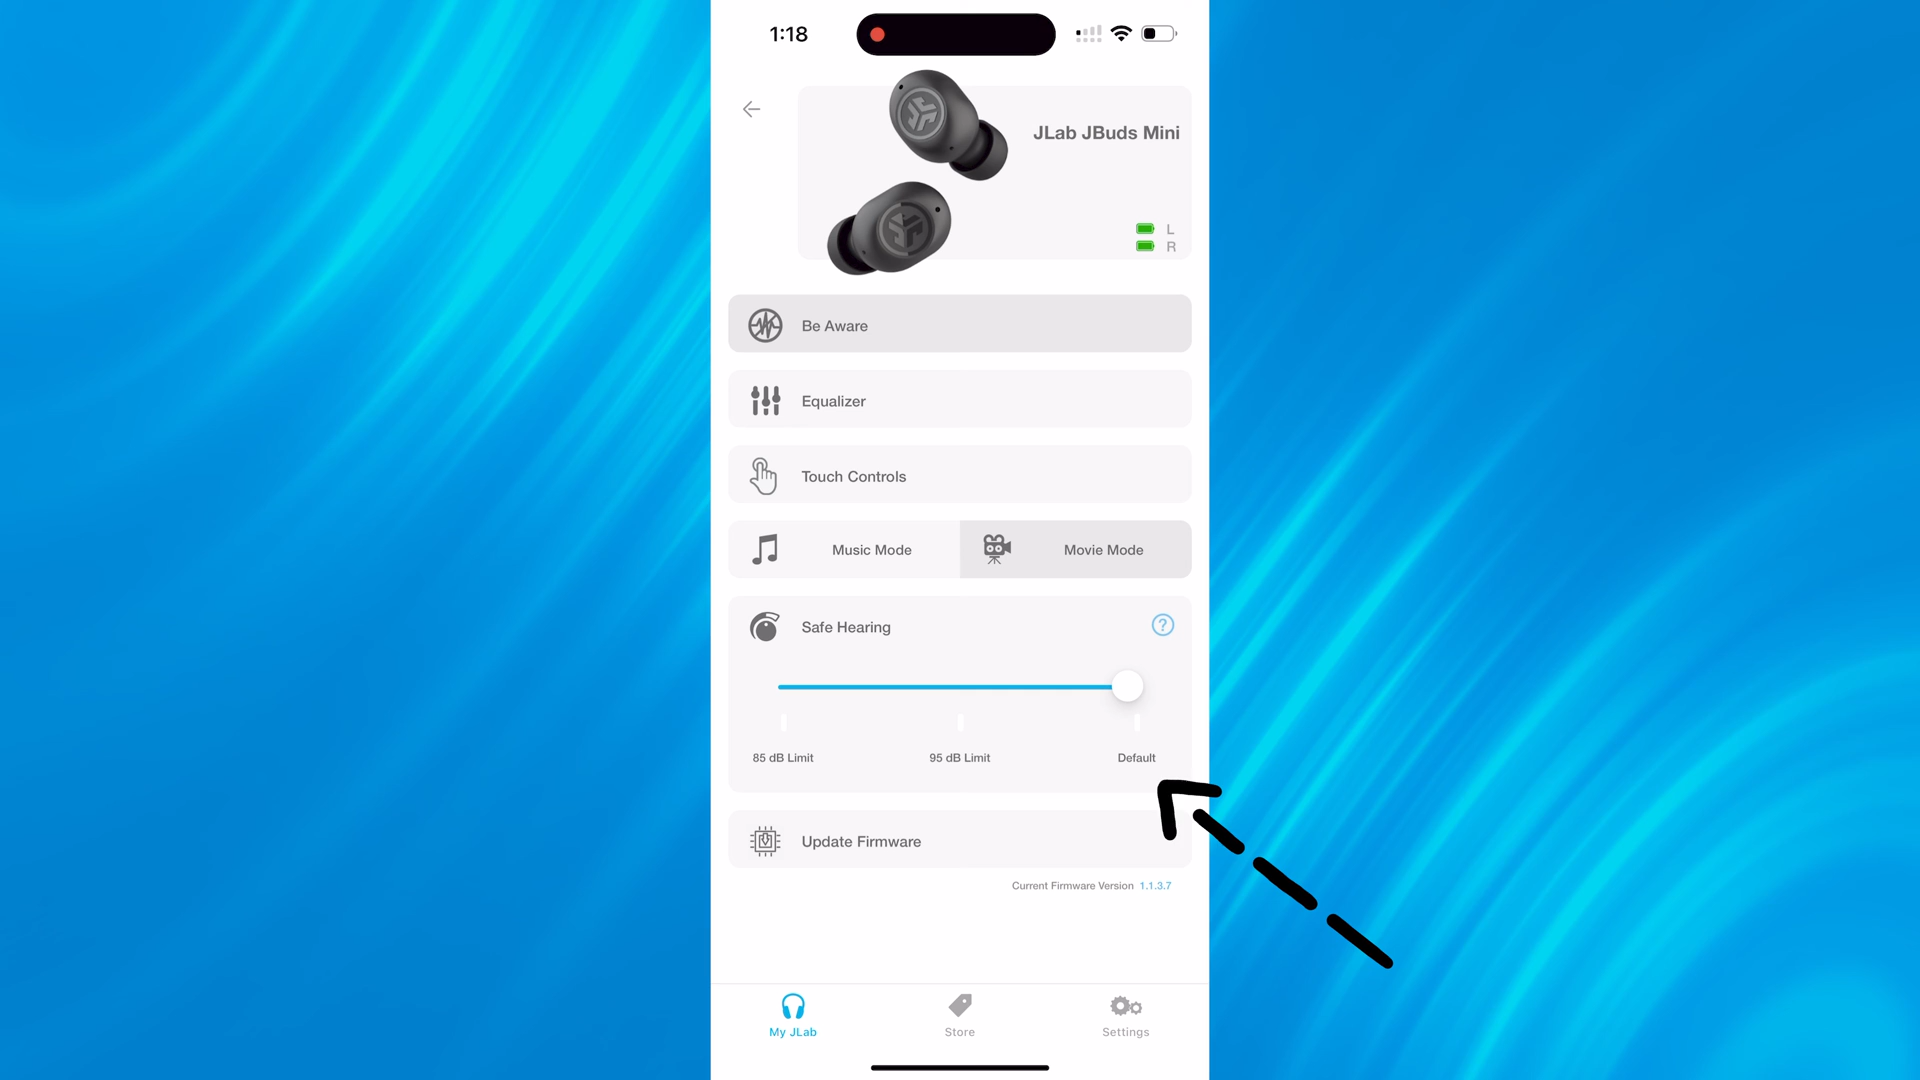 1:18
JLab JBuds Mini
L
R
Be Aware
Equalizer
Touch Controls
Music Mode
Movie Mode
Safe Hearing
?
85 dB Limit
95 dB Limit
Default
Update Firmware
Current Firmware Version 1.1.3.7
My JLab
Store
Settings